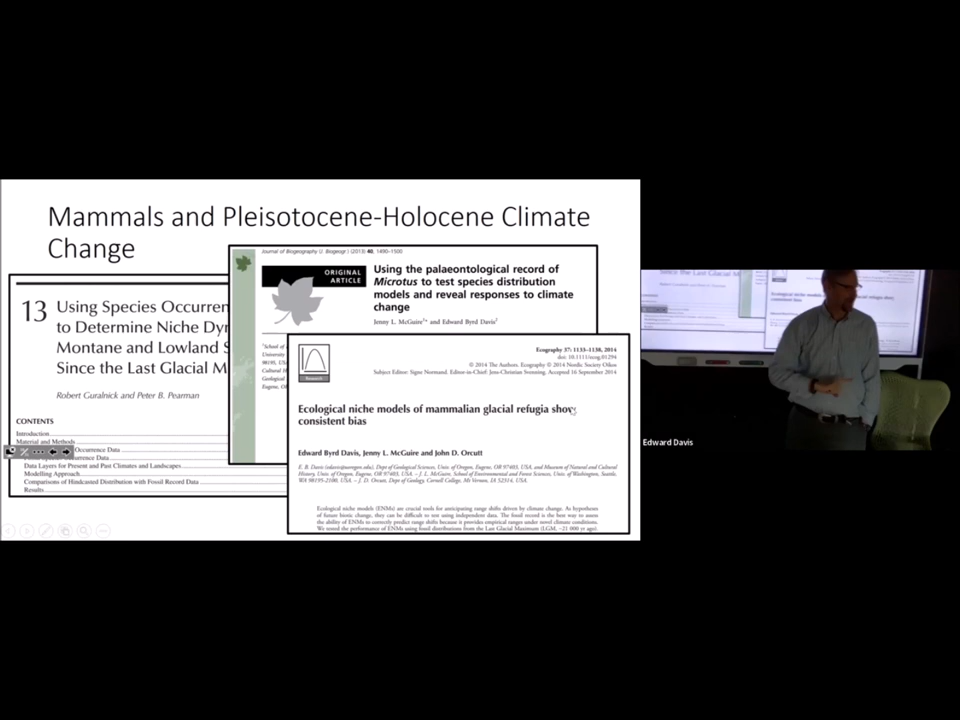 Mammals and Pleisotocene-Holocene Climate
Change
13
Using Species Occurren
to Determine Niche Dy
Montane and Lowland S
Since the Last Glacial M
Robert Guralnick and Peter B. Pearman
CONTENTS
Introduction
Material and Methods
Occurrence Data
Occurrence Data
Data Layers for Present and Past Climates and Landscapes
Modelling Approach
Comparisons of Hindcasted Distribution with Fossil Record Data
Results
Journal of Biogeography (J. Biogeogr.) (2013) 40, 1490–1500
ORIGINAL
ARTICLE
Using the palaeontological record of
Microtus to test species distribution
models and reveal responses to climate
change
Jenny L. McGuire¹* and Edward Byrd Davis²
Research
Ecography 37: 1133–1138, 2014
doi: 10.1111/ecog.01294
© 2014 The Authors. Ecography © 2014 Nordic Society Oikos
Subject Editor: Signe Normand. Editor-in-Chief: Jens-Christian Svenning. Accepted 16 September 2014
Ecological niche models of mammalian glacial refugia show
consistent bias
Edward Byrd Davis, Jenny L. McGuire and John D. Orcutt
E. B. Davis (edavis@uoregon.edu), Dept of Geological Sciences, Univ. of Oregon, Eugene, OR 97403, USA, and Museum of Natural and Cultural
History, Univ. of Oregon, Eugene, OR 97403, USA. – J. L. McGuire, School of Environmental and Forest Sciences, Univ. of Washington, Seattle,
WA 98195-2100, USA. – J. D. Orcutt, Dept of Geology, Cornell College, Mt Vernon, IA 52314, USA.
Ecological niche models (ENMs) are crucial tools for anticipating range shifts driven by climate change. As hypotheses
of future biotic change, they can be difficult to test using independent data. The fossil record is the best way to assess
the ability of ENMs to correctly predict range shifts because it provides empirical ranges under novel climate conditions.
We tested the performance of ENMs using fossil distributions from the Last Glacial Maximum (LGM, ~21 000 yr ago)
Edward Davis